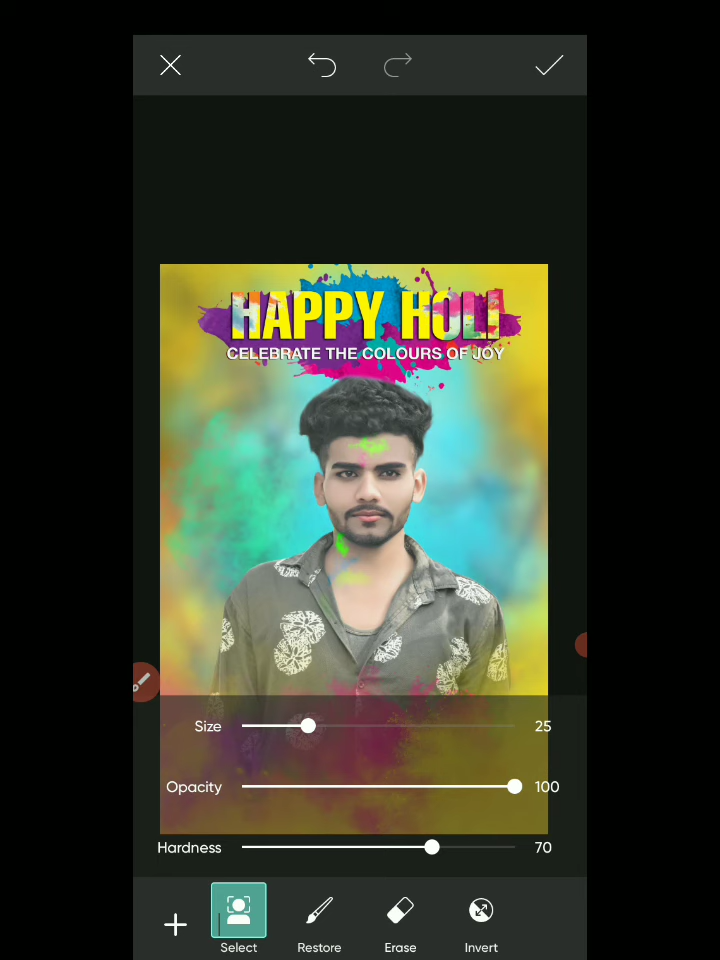 HAPPY HOLI
CELEBRATE THE COLOURS OF JOY
Size 25
Opacity 100
Hardness 70
Select Restore Erase Invert